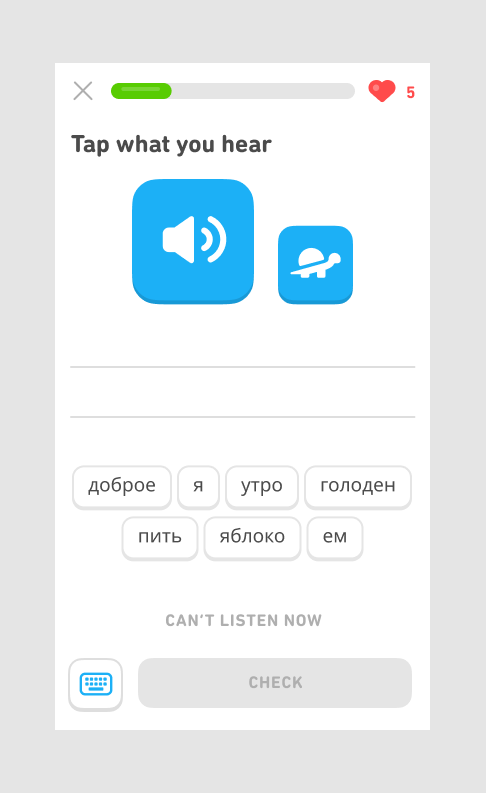 5
Tap what you hear
доброе я утро голоден
пить яблоко ем
CAN'T LISTEN NOW
CHECK